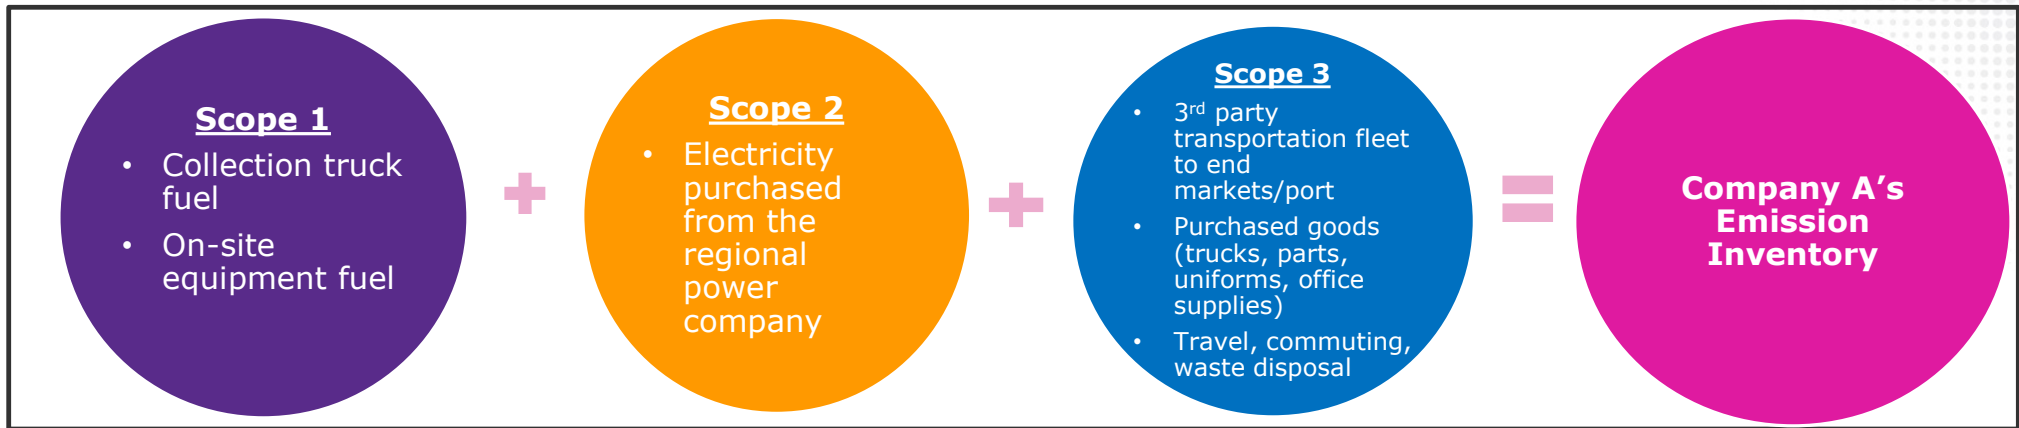 Scope 1
• Collection truck
fuel
• On-site
equipment fuel
+
Scope 2
• Electricity
purchased
from the
regional
power
company
+
Scope 3
• 3rd party
transportation fleet
to end
markets/port
• Purchased goods
(trucks, parts,
uniforms, office
supplies)
• Travel, commuting,
waste disposal
=
Company A’s
Emission
Inventory